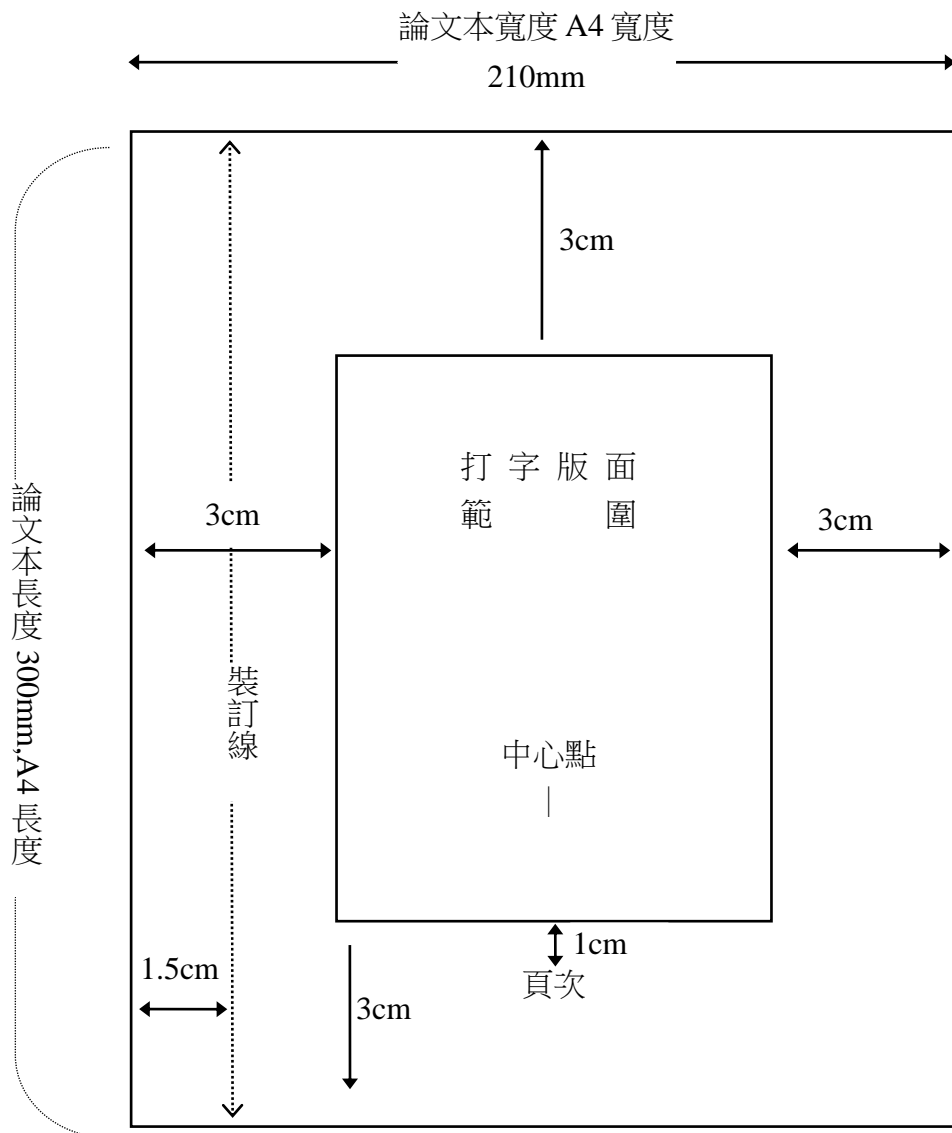 論文本寬度 A4 寬度
210mm
3cm
打字版面
範圍
3cm
3cm
論文本長度 300mm,A4 長度
裝訂線
中心點
|
1cm
頁次
1.5cm
3cm